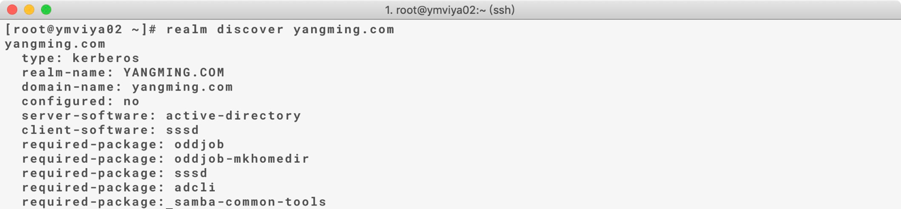 1. root@ymviya02:~ (ssh)
[root@ymviya02 ~]# realm discover yangming.com
yangming.com
type: kerberos
realm-name: YANGMING.COM
domain-name: yangming.com
configured: no
server-software: active-directory
client-software: sssd
required-package: oddjob
required-package: oddjob-mkhomedir
required-package: sssd
required-package: adcli
required-package: samba-common-tools